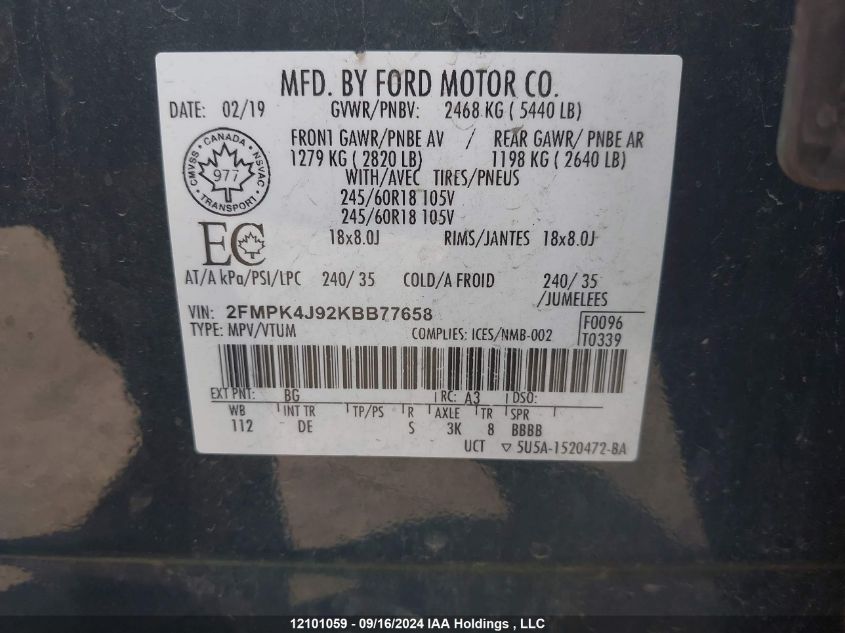 MFD. BY FORD MOTOR CO.
DATE: 02/19 GVWR/PNBV: 2468 KG ( 5440 LB)
FRONT GAWR/PNBE AV / REAR GAWR/ PNBE AR
1279 KG ( 2820 LB) 1198 KG ( 2640 LB)
WITH/AVEC TIRES/PNEUS
245/60R18 105V
245/60R18 105V
CANADA
CMVSS NSVAC
977
TRANSPORT
EC
18x8.0J RIMS/JANTES 18x8.0J
AT/A kPa/PSI/LPC 240/ 35 COLD/A FROID 240/ 35
/JUMELEES
VIN: 2FMPK4J92KBB77658
TYPE: MPV/VTUM COMPLIES: ICES/NMB-002
F0096
T0339
EXT PNT: BG RC: A3 DSO:
WB INT TR TP/PS R AXLE TR SPR
112 DE S 3K 8 BBBB
UCT ▽ 5U5A-1520472-BA
12101059 - 09/16/2024 IAA Holdings , LLC